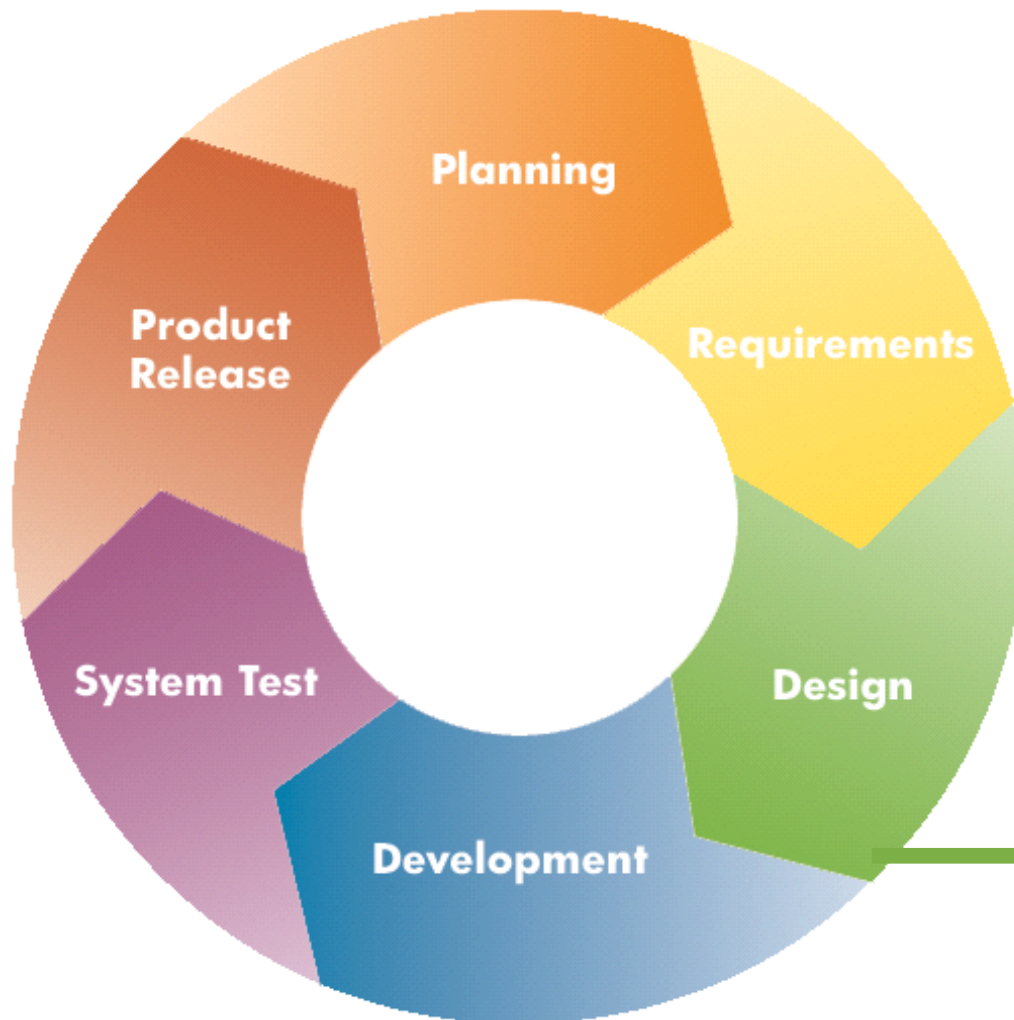 Planning
Requirements
Design
Development
System Test
Product
Release